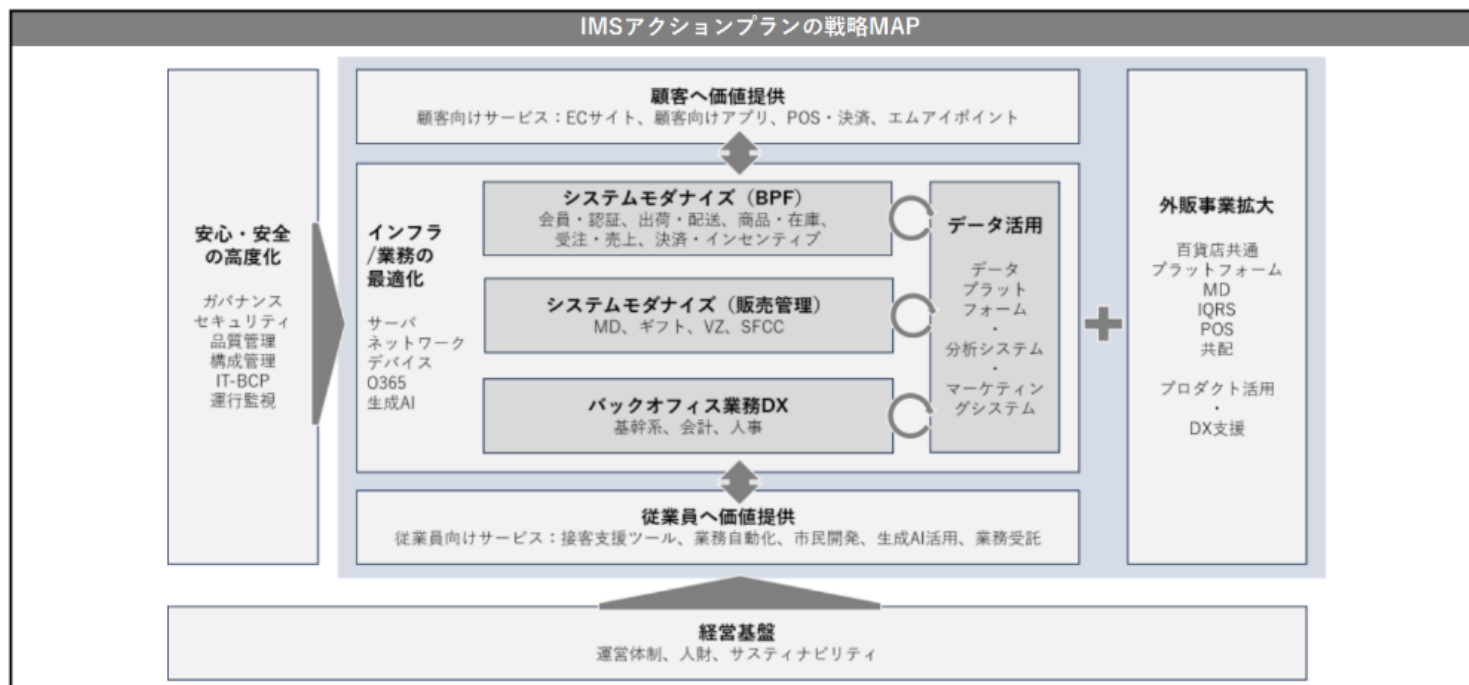 IMSアクションプランの戦略MAP
顧客へ価値提供
顧客向けサービス：ECサイト、顧客向けアプリ、POS・決済、エムアイポイント
安心・安全
の高度化
ガバナンス
セキュリティ
品質管理
構成管理
IT-BCP
運行監視
インフラ
/業務の
最適化
サーバ
ネットワーク
デバイス
O365
生成AI
システムモダナイズ（BPF）
会員・認証、出荷・配送、商品・在庫、
受注・売上、決済・インセンティブ
システムモダナイズ（販売管理）
MD、ギフト、VZ、SFCC
バックオフィス業務DX
基幹系、会計、人事
データ活用
データ
プラット
フォーム
・
分析システム
・
マーケティン
グシステム
外販事業拡大
百貨店共通
プラットフォーム
MD
IQRS
POS
共配
プロダクト活用
・
DX支援
従業員へ価値提供
従業員向けサービス：接客支援ツール、業務自動化、市民開発、生成AI活用、業務受託
経営基盤
運営体制、人財、サスティナビリティ